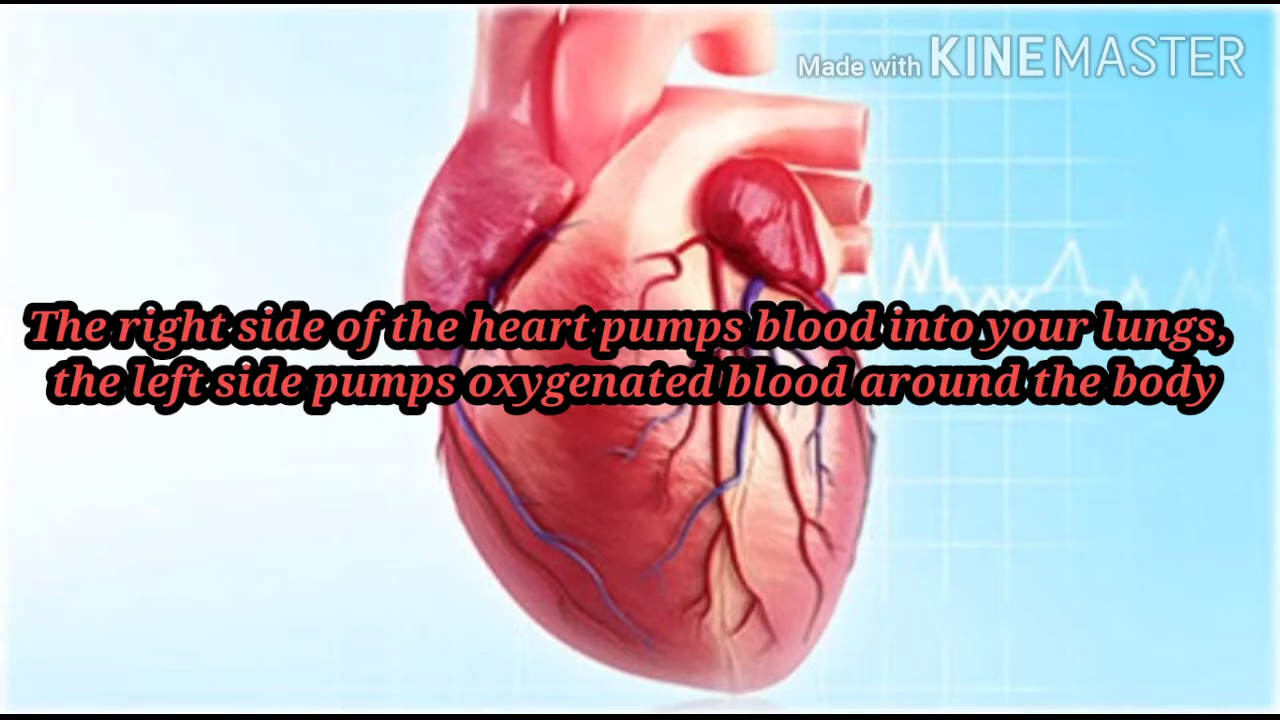 Made with KINEMASTER
The right side of the heart pumps blood into your lungs,
the left side pumps oxygenated blood around the body